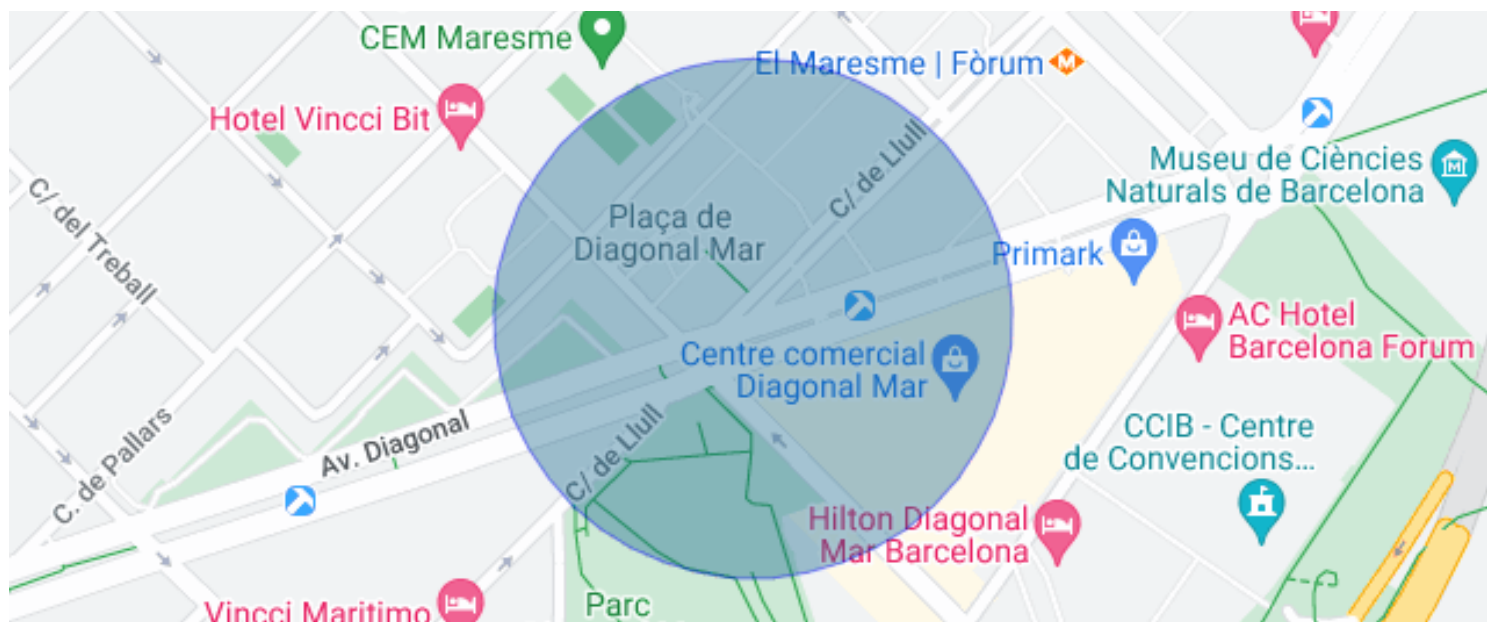 CEM Maresme
El Maresme | Fòrum
Hotel Vincci Bit
C/ de Llull
Museu de Ciències
Naturals de Barcelona
C/ del Treball
Plaça de
Diagonal Mar
Primark
AC Hotel
Barcelona Forum
Centre comercial
Diagonal Mar
C. de Pallars
Av. Diagonal
C/ de Llull
CCIB - Centre
de Convencions...
Hilton Diagonal
Mar Barcelona
Vincci Maritimo
Parc